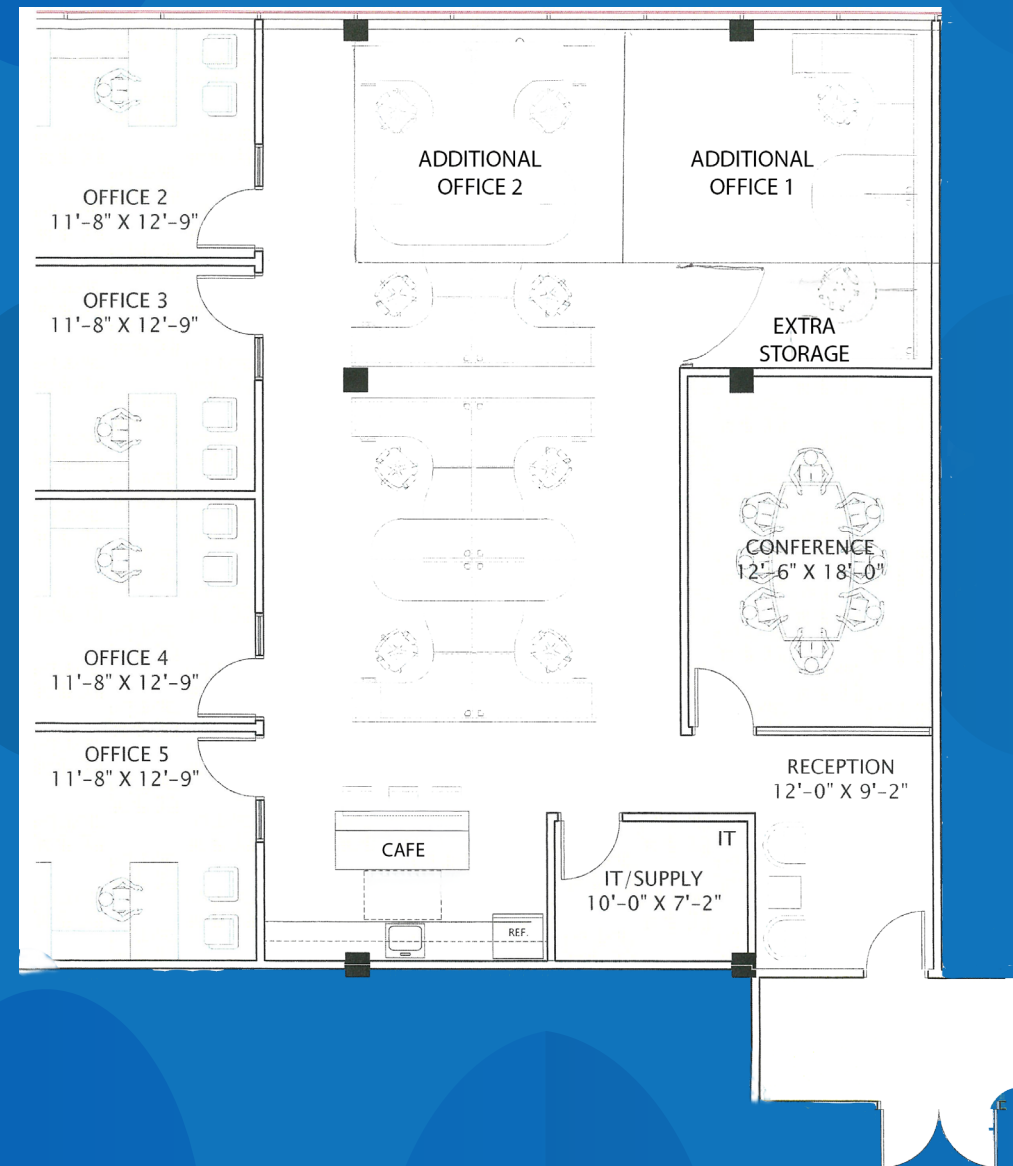 ADDITIONAL
OFFICE 2
ADDITIONAL
OFFICE 1
OFFICE 2
11'-8" X 12'-9"
OFFICE 3
11'-8" X 12'-9"
EXTRA
STORAGE
CONFERENCE
12'-6" X 18'-0"
OFFICE 4
11'-8" X 12'-9"
OFFICE 5
11'-8" X 12'-9"
RECEPTION
12'-0" X 9'-2"
CAFE
IT
IT/SUPPLY
10'-0" X 7'-2"
REF.
E